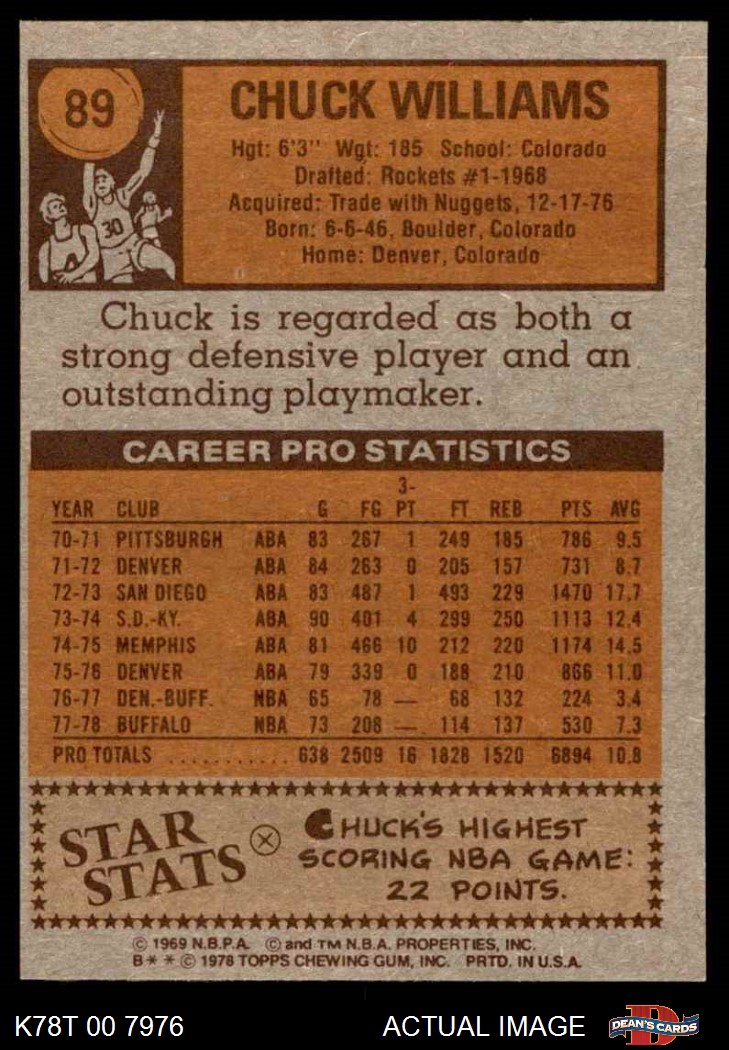 89
30
CHUCK WILLIAMS
Hgt: 6'3" Wgt: 185 School: Colorado
Drafted: Rockets #1-1968
Acquired: Trade with Nuggets, 12-17-76
Born: 6-6-46, Boulder, Colorado
Home: Denver, Colorado
Chuck is regarded as both a
strong defensive player and an
outstanding playmaker.
CAREER PRO STATISTICS
YEAR CLUB G FG 3-PT FT REB PTS AVG
70-71 PITTSBURGH ABA 83 267 1 249 185 786 9.5
71-72 DENVER ABA 84 263 0 205 157 731 8.7
72-73 SAN DIEGO ABA 83 487 1 493 229 1470 17.7
73-74 S.D.-KY. ABA 90 401 4 299 250 1113 12.4
74-75 MEMPHIS ABA 81 466 10 212 220 1174 14.5
75-76 DENVER ABA 79 339 0 188 210 866 11.0
76-77 DEN.-BUFF. NBA 65 78 — 68 132 224 3.4
77-78 BUFFALO NBA 73 208 — 114 137 530 7.3
PRO TOTALS ........... 638 2509 16 1828 1520 6894 10.8
STAR
STATS
CHUCK'S HIGHEST
SCORING NBA GAME:
22 POINTS.
© 1969 N.B.P.A. © and TM N.B.A. PROPERTIES, INC.
B* * © 1978 TOPPS CHEWING GUM, INC. PRTD. IN U.S.A.
K78T 00 7976
ACTUAL IMAGE
DEAN'S CARDS